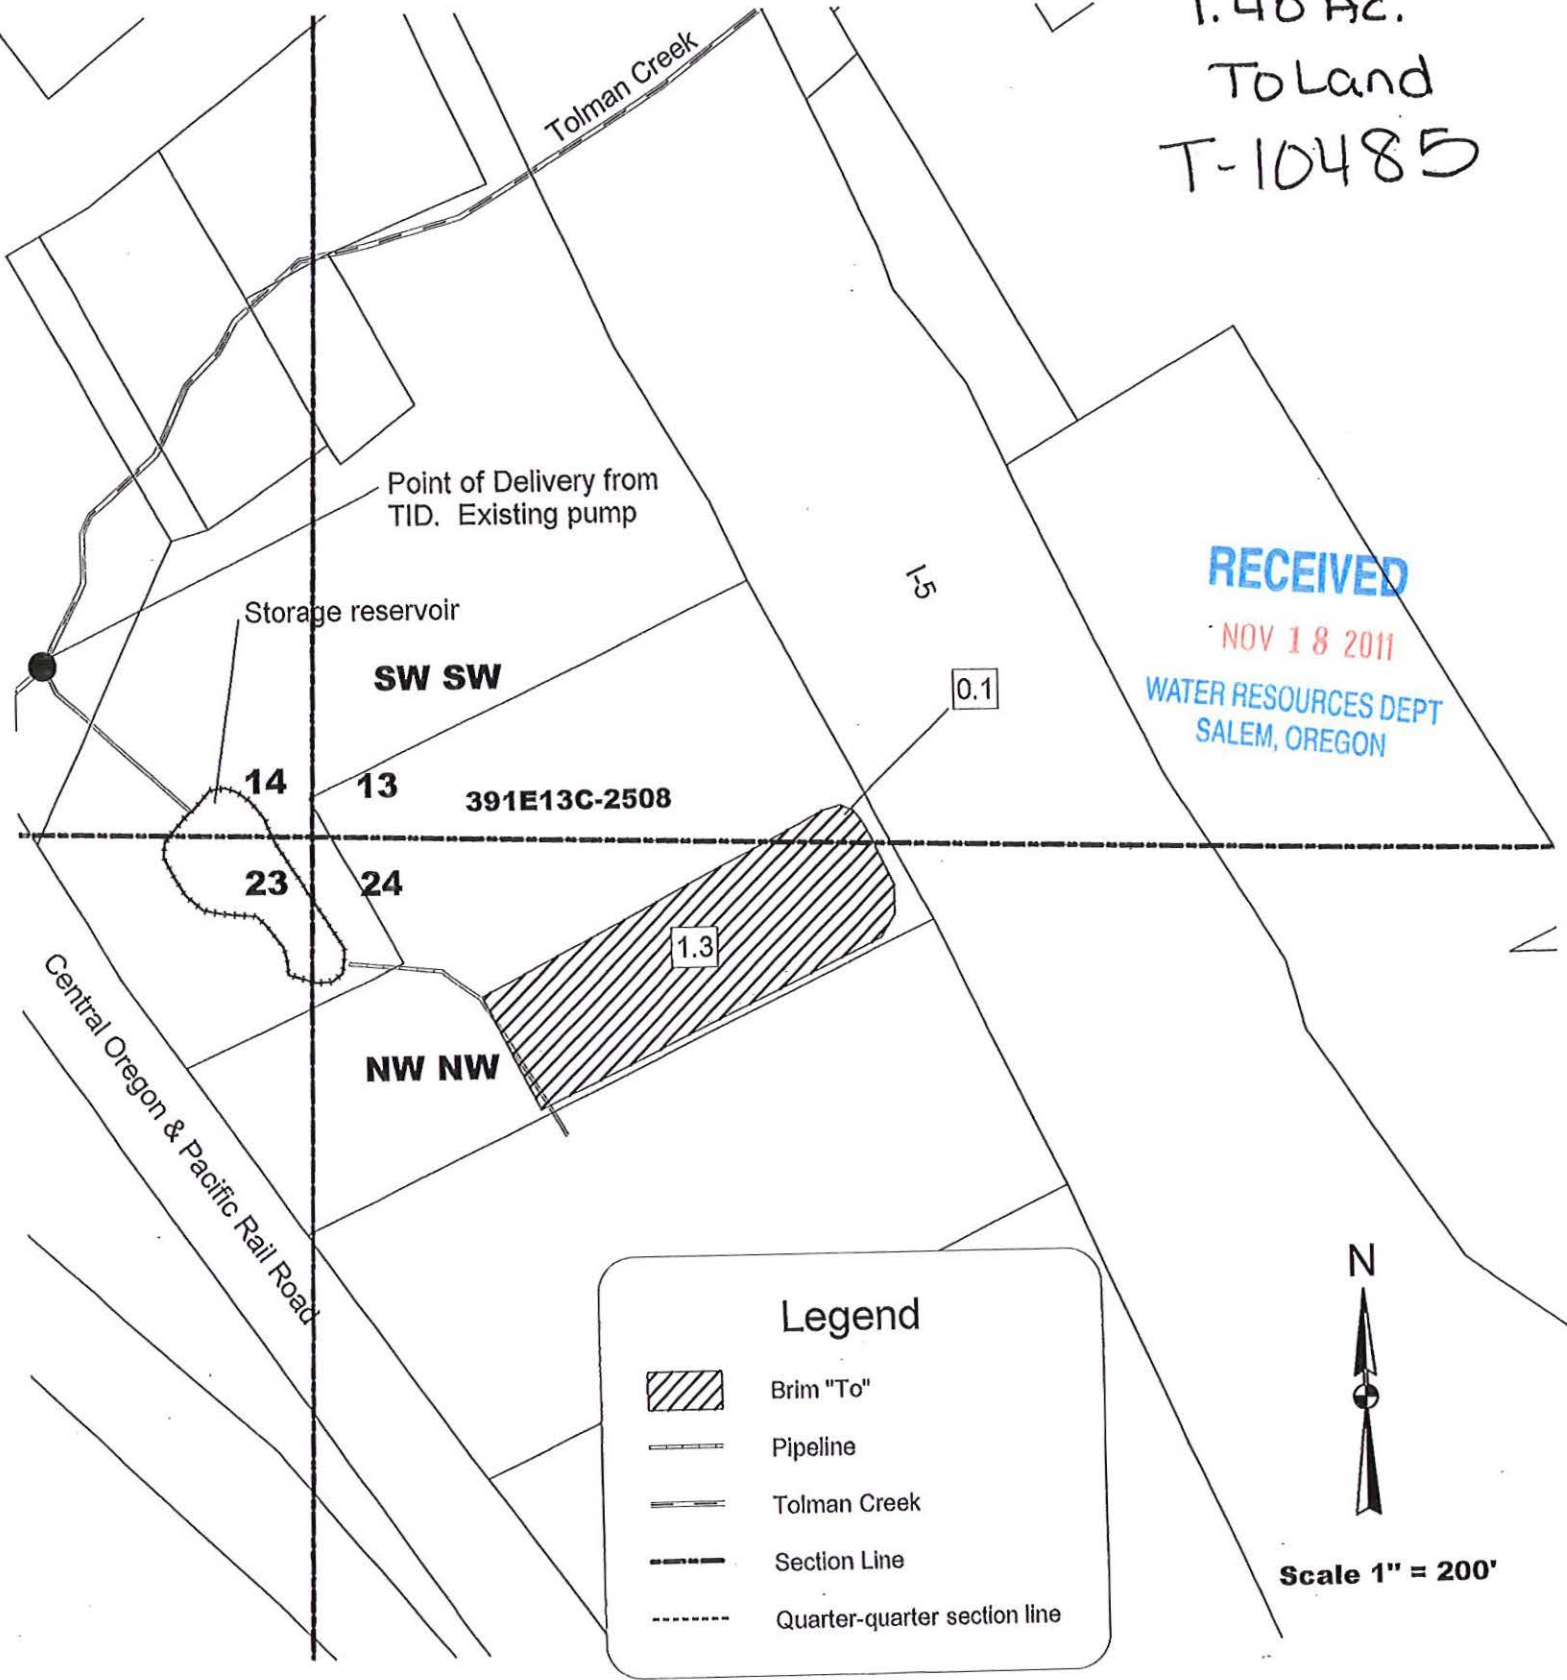 1.40 Ac.
To Land
T-10485
Tolman Creek
Point of Delivery from
TID. Existing pump
Storage reservoir
I-5
RECEIVED
NOV 18 2011
WATER RESOURCES DEPT
SALEM, OREGON
SW SW
0.1
14
13
391E13C-2508
23
24
1.3
NW NW
Central Oregon & Pacific Rail Road
Legend
Brim "To"
Pipeline
Tolman Creek
Section Line
Quarter-quarter section line
N
Scale 1" = 200'